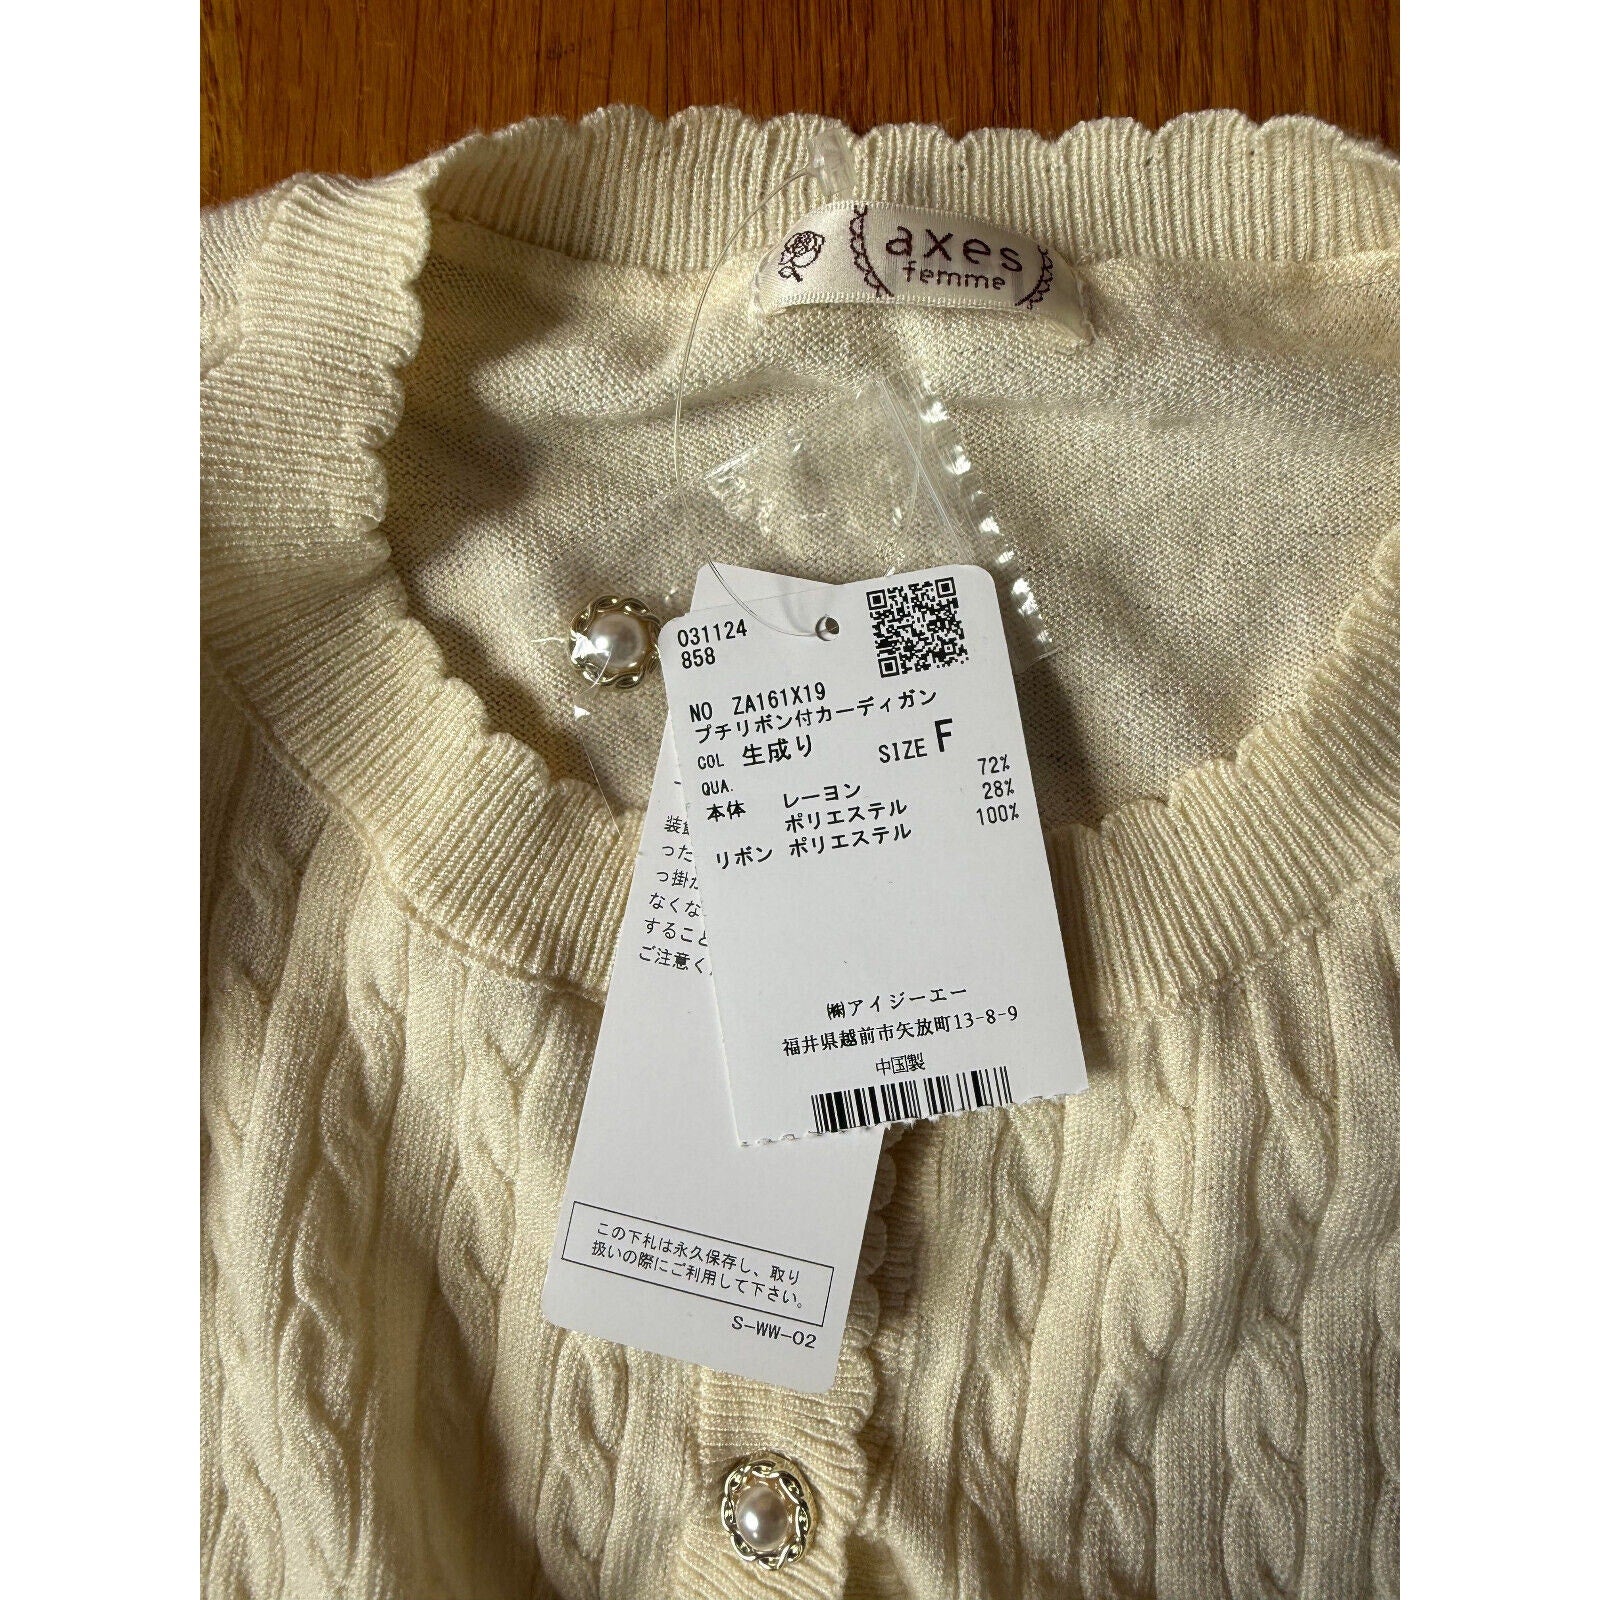 axes
femme
031124
858
NO ZA161X19
プチリボン付カーディガン
COL 生成り SIZE F
QUA.
本体 レーヨン 72%
ポリエステル 28%
リボン ポリエステル 100%
㈱アイジーエー
福井県越前市矢放町13-8-9
中国製
った
っ掛か
なくな
すること
ご注意く
この下札は永久保存し、取り
扱いの際にご利用して下さい。
S-WW-02